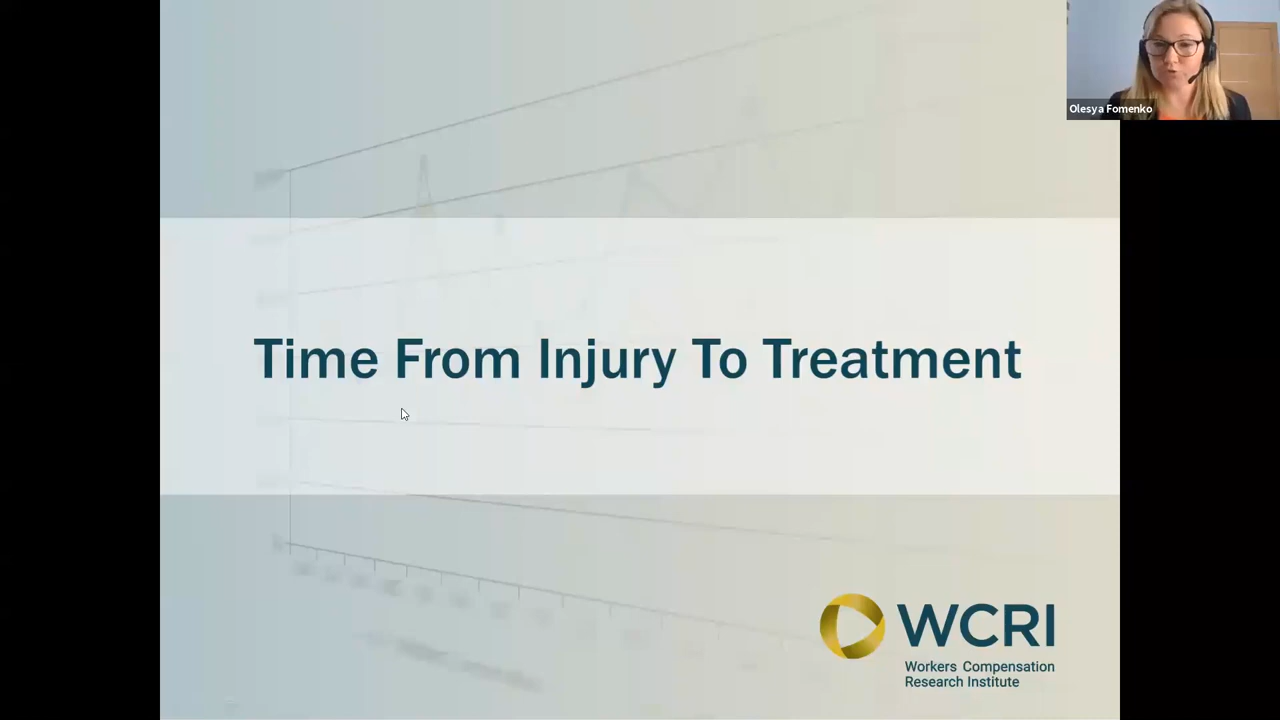 Olesya Fomenko
Time From Injury To Treatment
WCRI
Workers Compensation
Research Institute